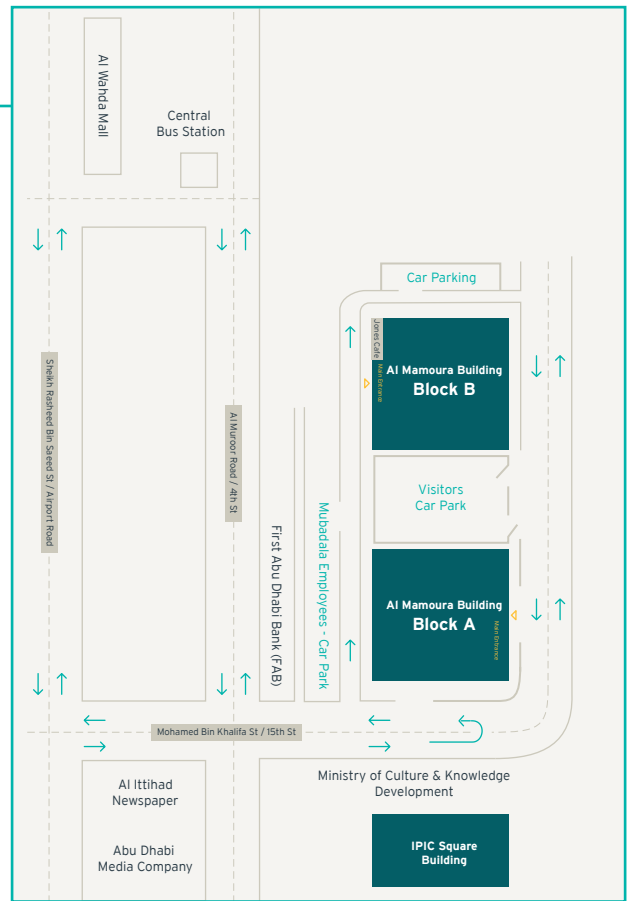 Al Wahda Mall
Central
Bus Station
Car Parking
Jones Cafe
Al Mamoura Building
Block B
Main Entrance
Sheikh Rasheed Bin Saeed St / Airport Road
Al Muroor Road / 4th St
Visitors
Car Park
First Abu Dhabi Bank (FAB)
Mubadala Employees - Car Park
Al Mamoura Building
Block A
Main Entrance
Mohamed Bin Khalifa St / 15th St
Al Ittihad
Newspaper
Ministry of Culture & Knowledge
Development
Abu Dhabi
Media Company
IPIC Square
Building